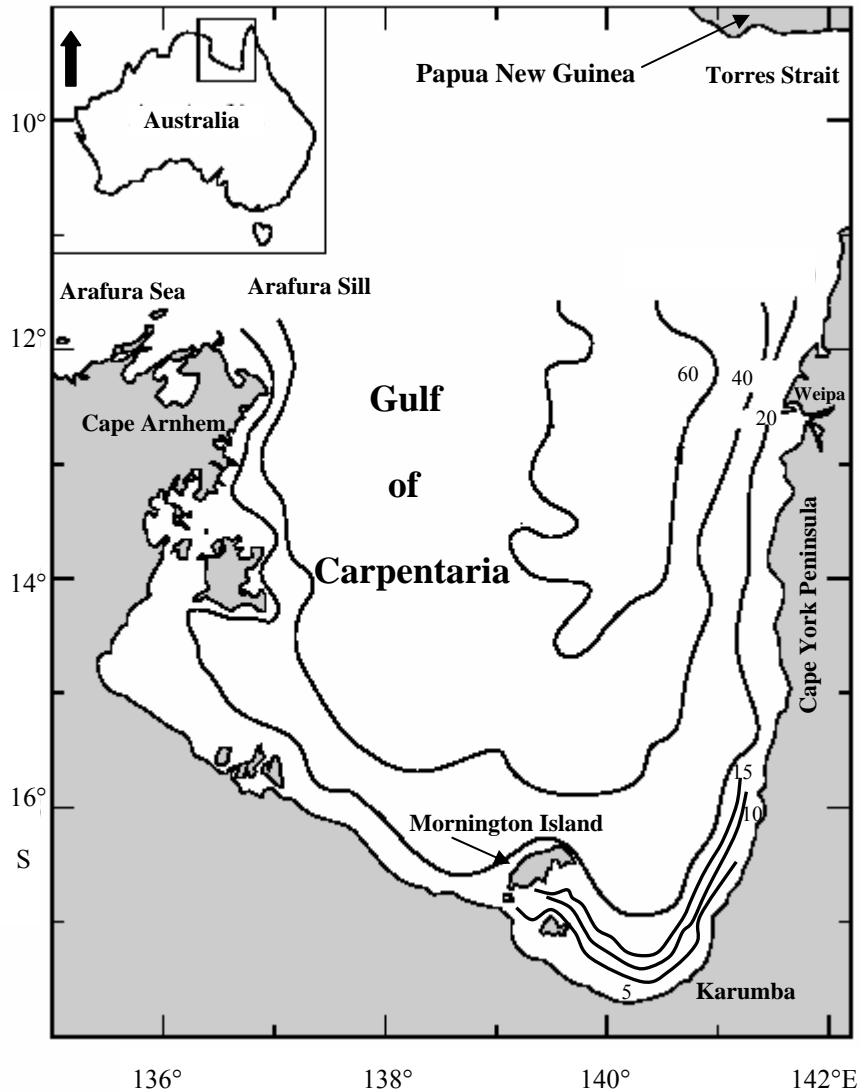 Papua New Guinea
Torres Strait
10°
Australia
Arafura Sea
Arafura Sill
12°
60
40
20
Weipa
Gulf
of
Carpentaria
Cape Arnhem
Cape York Peninsula
14°
15
10
16°
S
Mornington Island
5
Karumba
136°
138°
140°
142°E